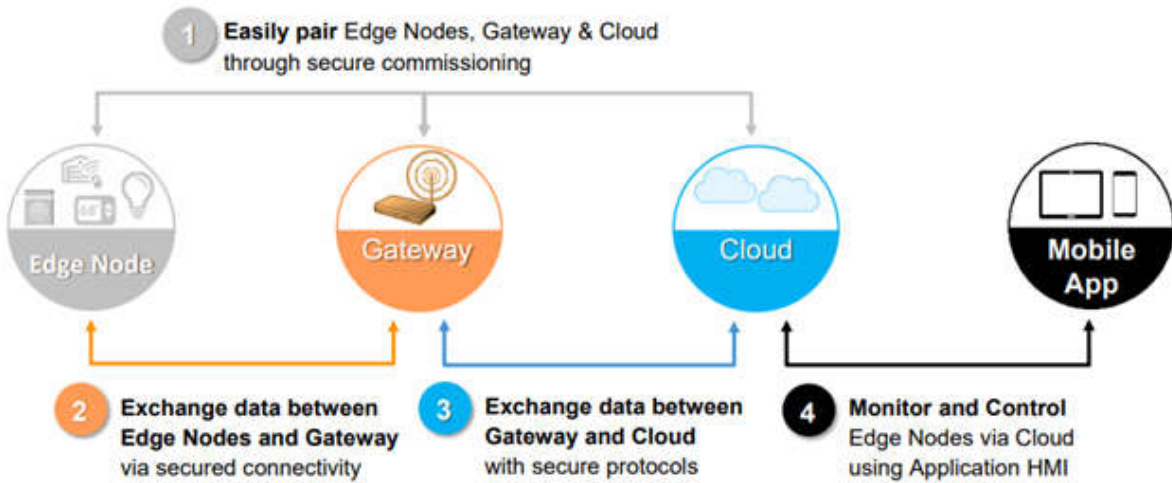 1
Easily pair Edge Nodes, Gateway & Cloud
through secure commissioning
Edge Node
Gateway
Cloud
Mobile
App
2
Exchange data between
Edge Nodes and Gateway
via secured connectivity
3
Exchange data between
Gateway and Cloud
with secure protocols
4
Monitor and Control
Edge Nodes via Cloud
using Application HMI